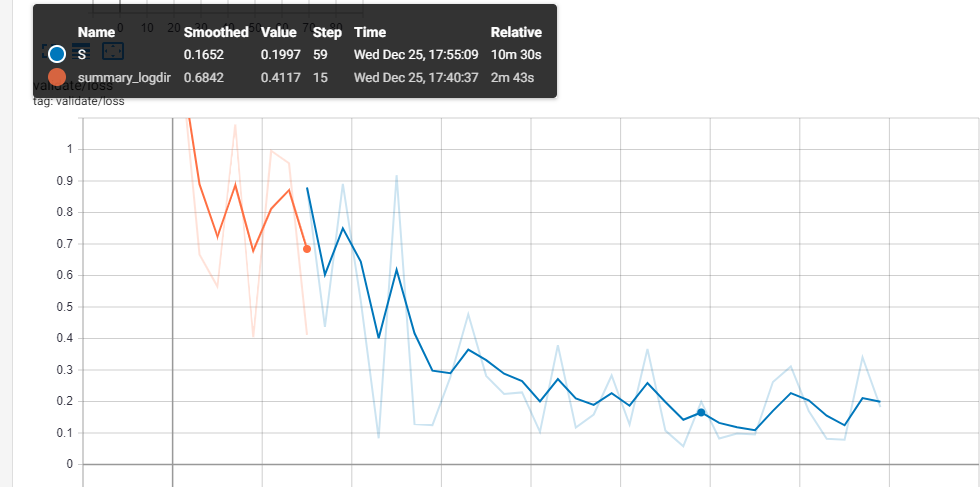 0 10 20 30 40 50 60 70 80
Name Smoothed Value Step Time Relative
S 0.1652 0.1997 59 Wed Dec 25, 17:55:09 10m 30s
summary_logdir 0.6842 0.4117 15 Wed Dec 25, 17:40:37 2m 43s
validate/loss
tag: validate/loss
1
0.9
0.8
0.7
0.6
0.5
0.4
0.3
0.2
0.1
0